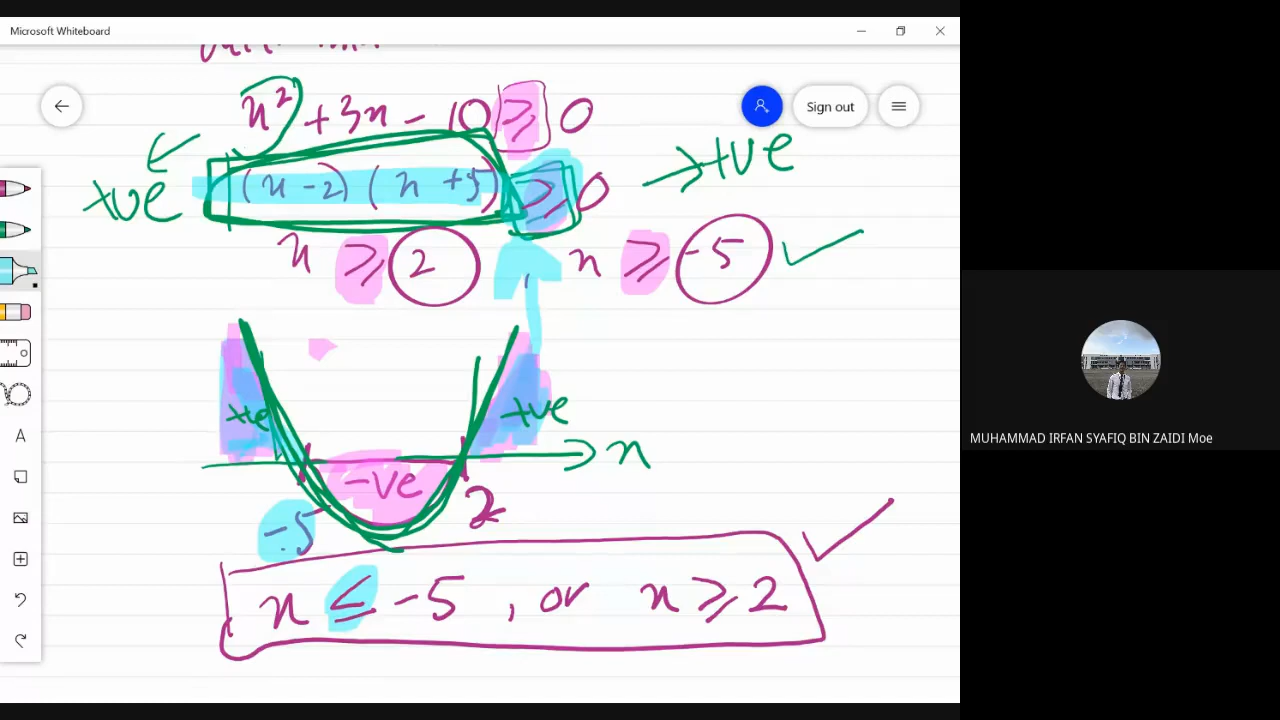 Microsoft Whiteboard
Sign out
x² + 3x - 10 ≥ 0
+ve
(x - 2) (x + 5) ≥ 0
+ve
x ≥ 2
x ≥ -5
+ve
+ve
x
-ve
-5
2
x ≤ -5 , or x ≥ 2
A
MUHAMMAD IRFAN SYAFIQ BIN ZAIDI Moe